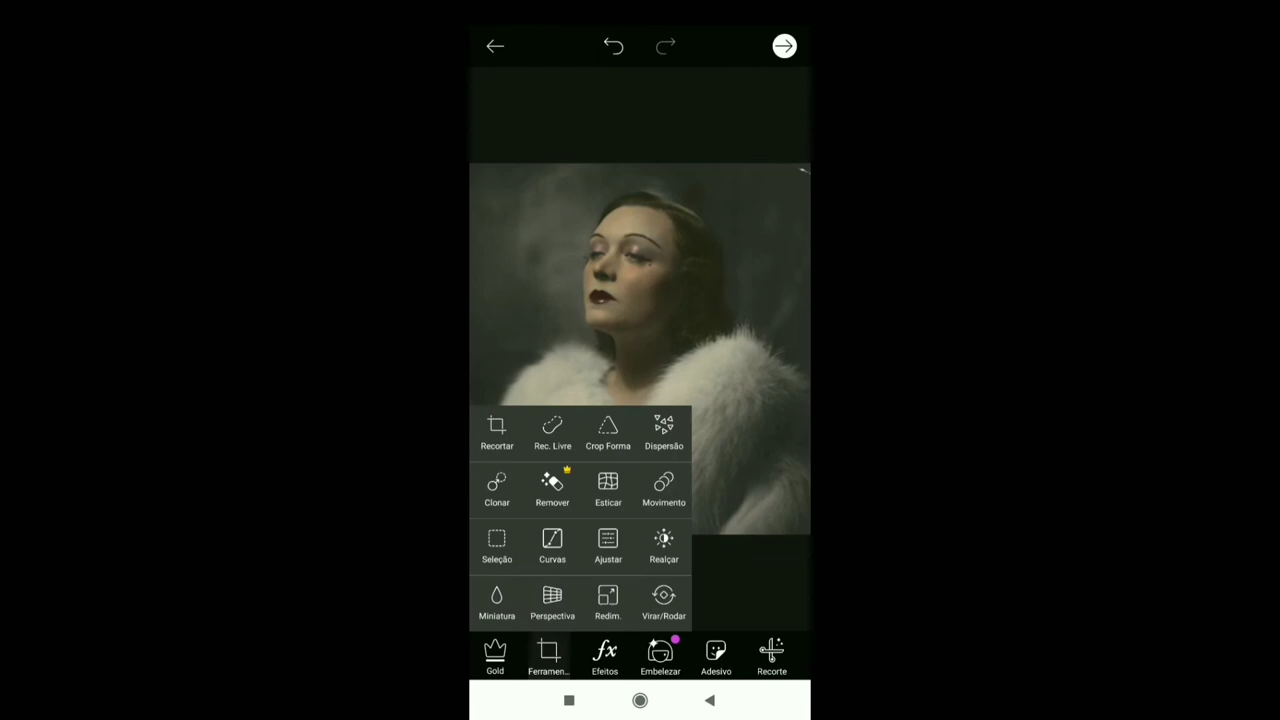 Recortar Rec. Livre Crop Forma Dispersão
Clonar Remover Esticar Movimento
Seleção Curvas Ajustar Realçar
Miniatura Perspectiva Redim. Virar/Rodar
Gold Ferramen... Efeitos Embelezar Adesivo Recorte